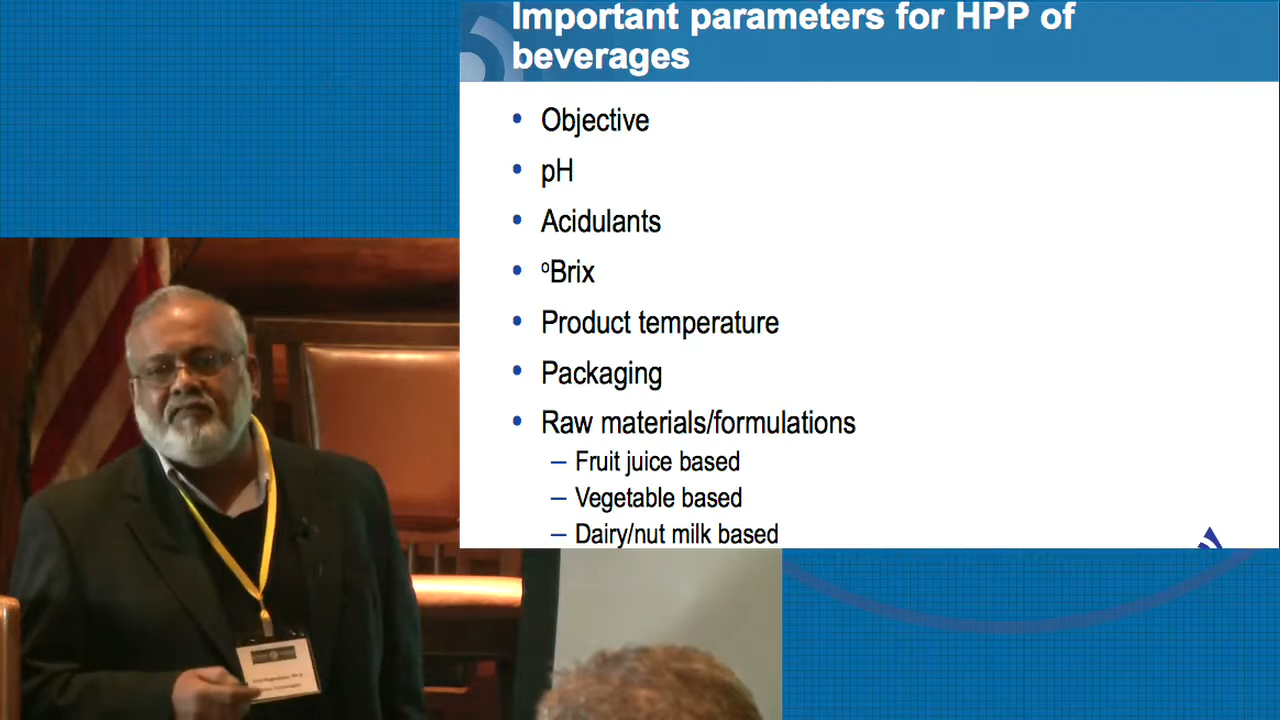 Important parameters for HPP of
beverages
• Objective
• pH
• Acidulants
• ºBrix
• Product temperature
• Packaging
• Raw materials/formulations
– Fruit juice based
– Vegetable based
– Dairy/nut milk based